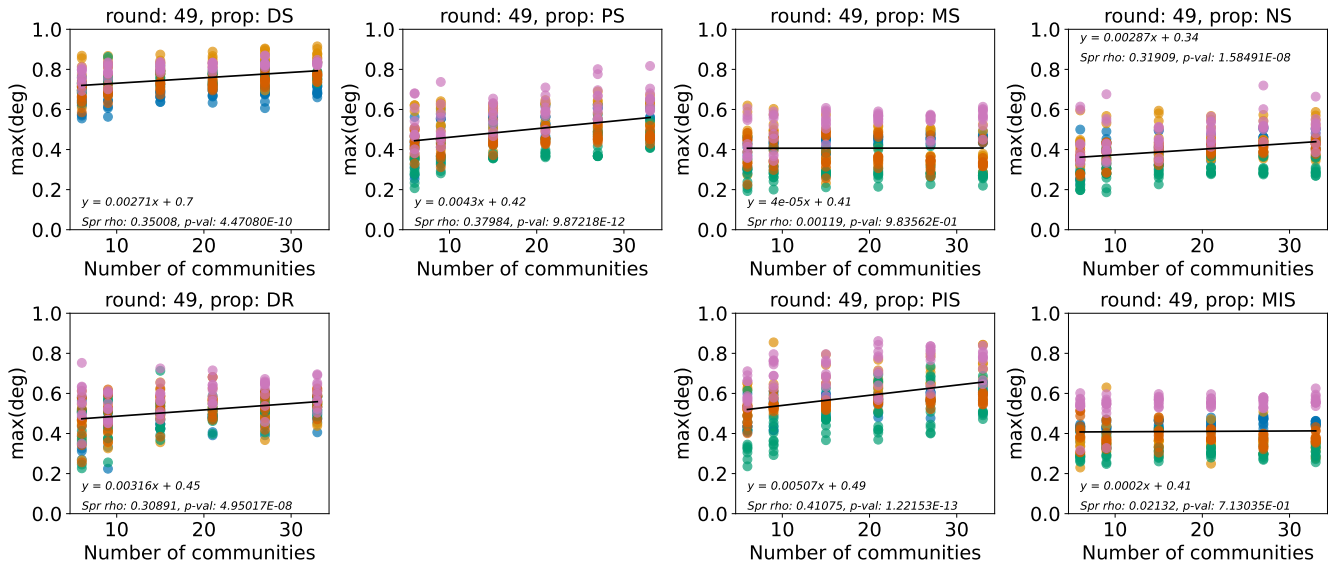 round: 49, prop: DS
max(deg)
1.0
0.8
0.6
0.4
0.2
0.0
y = 0.00271x + 0.7
Spr rho: 0.35008, p-val: 4.47080E-10
10 20 30
Number of communities
round: 49, prop: PS
max(deg)
1.0
0.8
0.6
0.4
0.2
0.0
y = 0.0043x + 0.42
Spr rho: 0.37984, p-val: 9.87218E-12
10 20 30
Number of communities
round: 49, prop: MS
max(deg)
1.0
0.8
0.6
0.4
0.2
0.0
y = 4e-05x + 0.41
Spr rho: 0.00119, p-val: 9.83562E-01
10 20 30
Number of communities
round: 49, prop: NS
max(deg)
1.0
0.8
0.6
0.4
0.2
0.0
y = 0.00287x + 0.34
Spr rho: 0.31909, p-val: 1.58491E-08
10 20 30
Number of communities
round: 49, prop: DR
max(deg)
1.0
0.8
0.6
0.4
0.2
0.0
y = 0.00316x + 0.45
Spr rho: 0.30891, p-val: 4.95017E-08
10 20 30
Number of communities
round: 49, prop: PIS
max(deg)
1.0
0.8
0.6
0.4
0.2
0.0
y = 0.00507x + 0.49
Spr rho: 0.41075, p-val: 1.22153E-13
10 20 30
Number of communities
round: 49, prop: MIS
max(deg)
1.0
0.8
0.6
0.4
0.2
0.0
y = 0.0002x + 0.41
Spr rho: 0.02132, p-val: 7.13035E-01
10 20 30
Number of communities